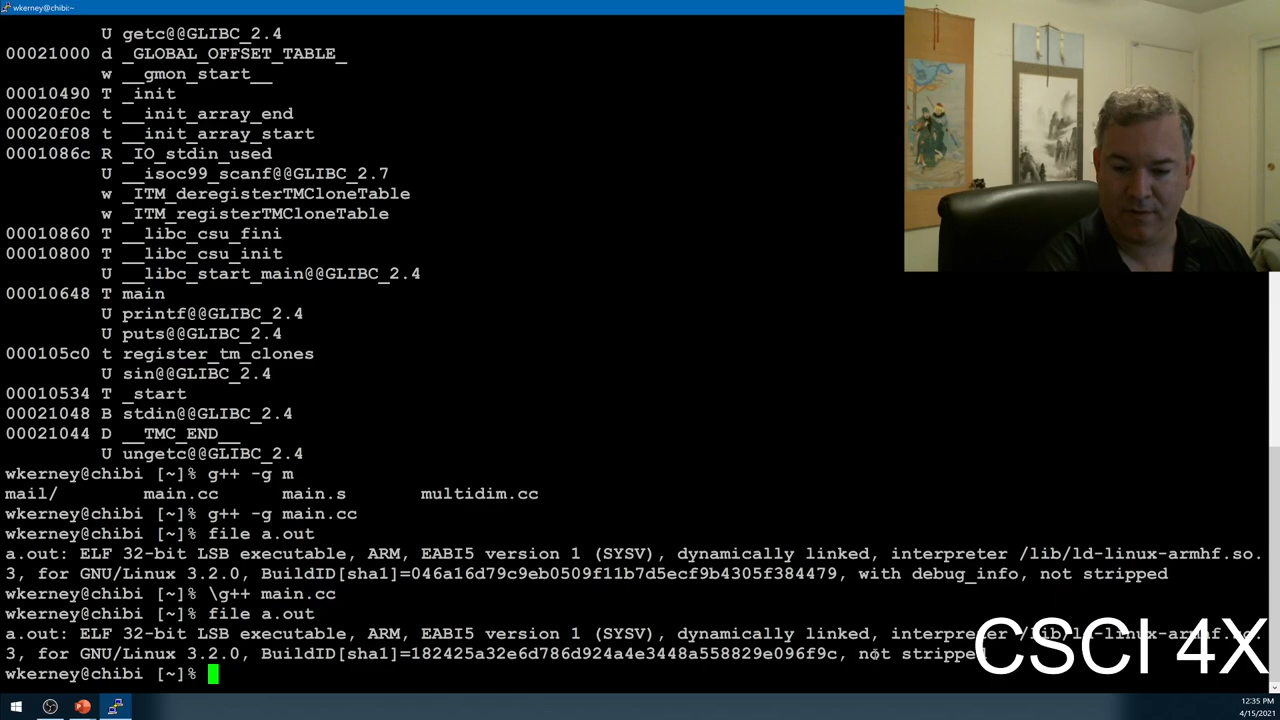 wkerney@chibi:~
U getc@@GLIBC_2.4
00021000 d _GLOBAL_OFFSET_TABLE_
w __gmon_start__
00010490 T _init
00020f0c t __init_array_end
00020f08 t __init_array_start
0001086c R _IO_stdin_used
U __isoc99_scanf@@GLIBC_2.7
w _ITM_deregisterTMCloneTable
w _ITM_registerTMCloneTable
00010860 T __libc_csu_fini
00010800 T __libc_csu_init
U __libc_start_main@@GLIBC_2.4
00010648 T main
U printf@@GLIBC_2.4
U puts@@GLIBC_2.4
000105c0 t register_tm_clones
U sin@@GLIBC_2.4
00010534 T _start
00021048 B stdin@@GLIBC_2.4
00021044 D __TMC_END__
U ungetc@@GLIBC_2.4
wkerney@chibi [~]% g++ -g m
mail/ main.cc main.s multidim.cc
wkerney@chibi [~]% g++ -g main.cc
wkerney@chibi [~]% file a.out
a.out: ELF 32-bit LSB executable, ARM, EABI5 version 1 (SYSV), dynamically linked, interpreter /lib/ld-linux-armhf.so.
3, for GNU/Linux 3.2.0, BuildID[sha1]=046a16d79c9eb0509f11b7d5ecf9b4305f384479, with debug_info, not stripped
wkerney@chibi [~]% \g++ main.cc
wkerney@chibi [~]% file a.out
a.out: ELF 32-bit LSB executable, ARM, EABI5 version 1 (SYSV), dynamically linked, interpreter /lib/ld-linux-armhf.so.
3, for GNU/Linux 3.2.0, BuildID[sha1]=182425a32e6d786d924a4e3448a558829e096f9c, not stripped
wkerney@chibi [~]%
CSCI 4X
12:35 PM
4/15/2021